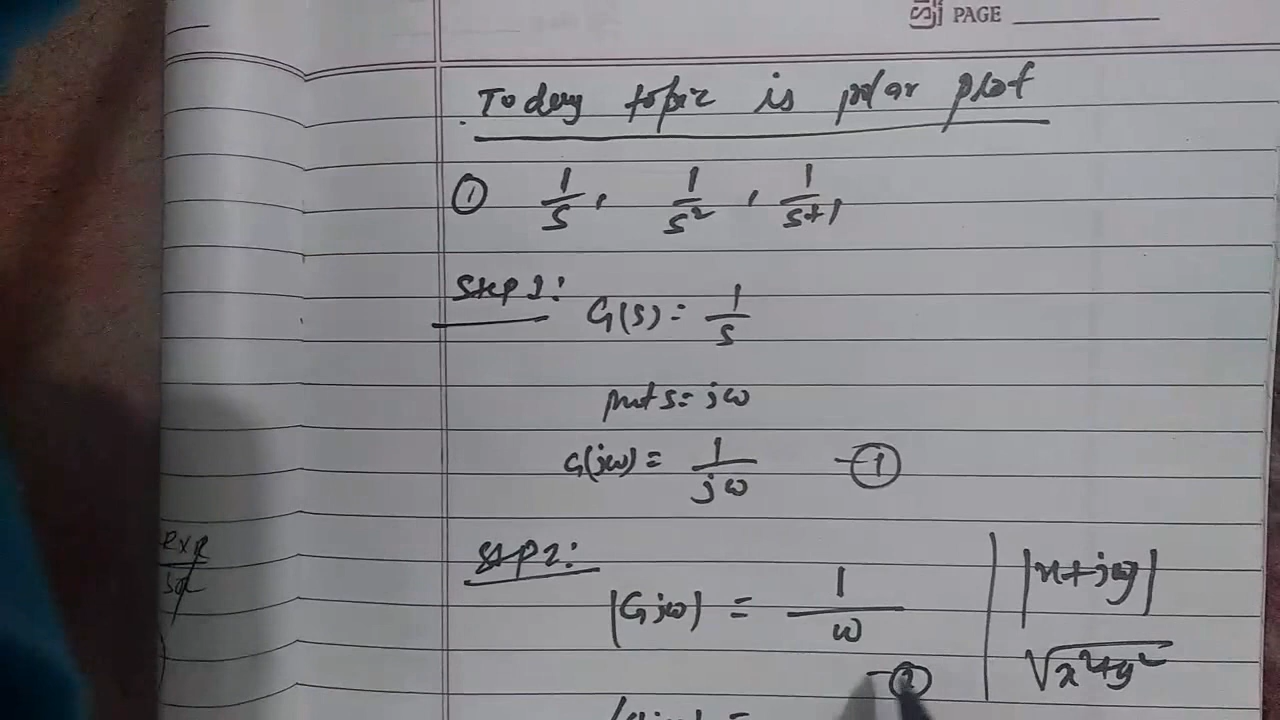 PAGE
Today topic is polar plot
① 1/s, 1/s², 1/s+1
Step 1: G(s) = 1/s
put s = jω
G(jω) = 1/jω —①
Step 2:
|G jω| = 1/ω —②
|x+jy|
√x²+y²